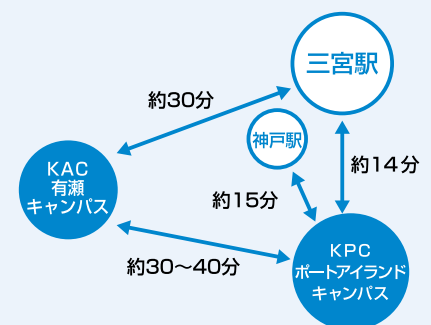 三宮駅
約30分
神戸駅
約14分
KAC
有瀬
キャンパス
約15分
約30～40分
KPC
ポートアイランド
キャンパス